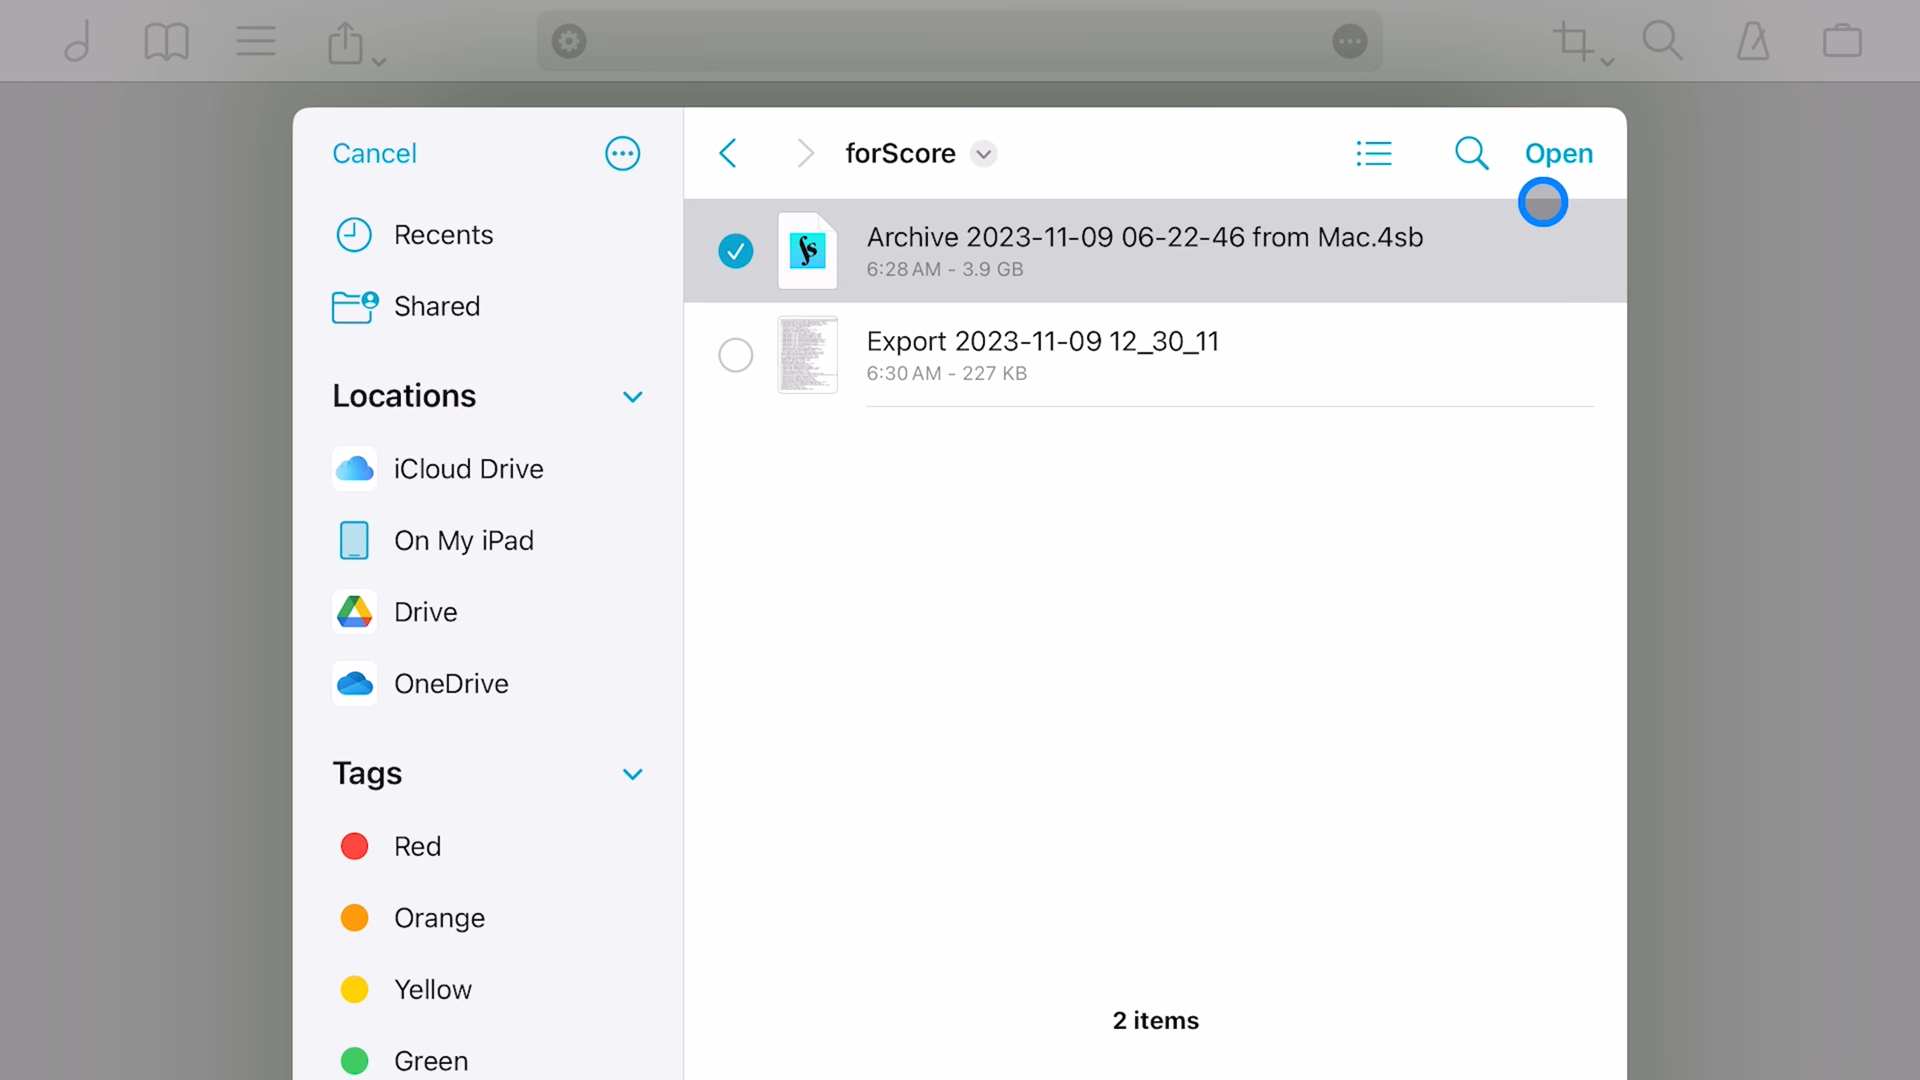 Cancel
forScore
Open
Recents
Shared
Locations
iCloud Drive
On My iPad
Drive
OneDrive
Tags
Red
Orange
Yellow
Green
Archive 2023-11-09 06-22-46 from Mac.4sb
6:28 AM - 3.9 GB
Export 2023-11-09 12_30_11
6:30 AM - 227 KB
2 items